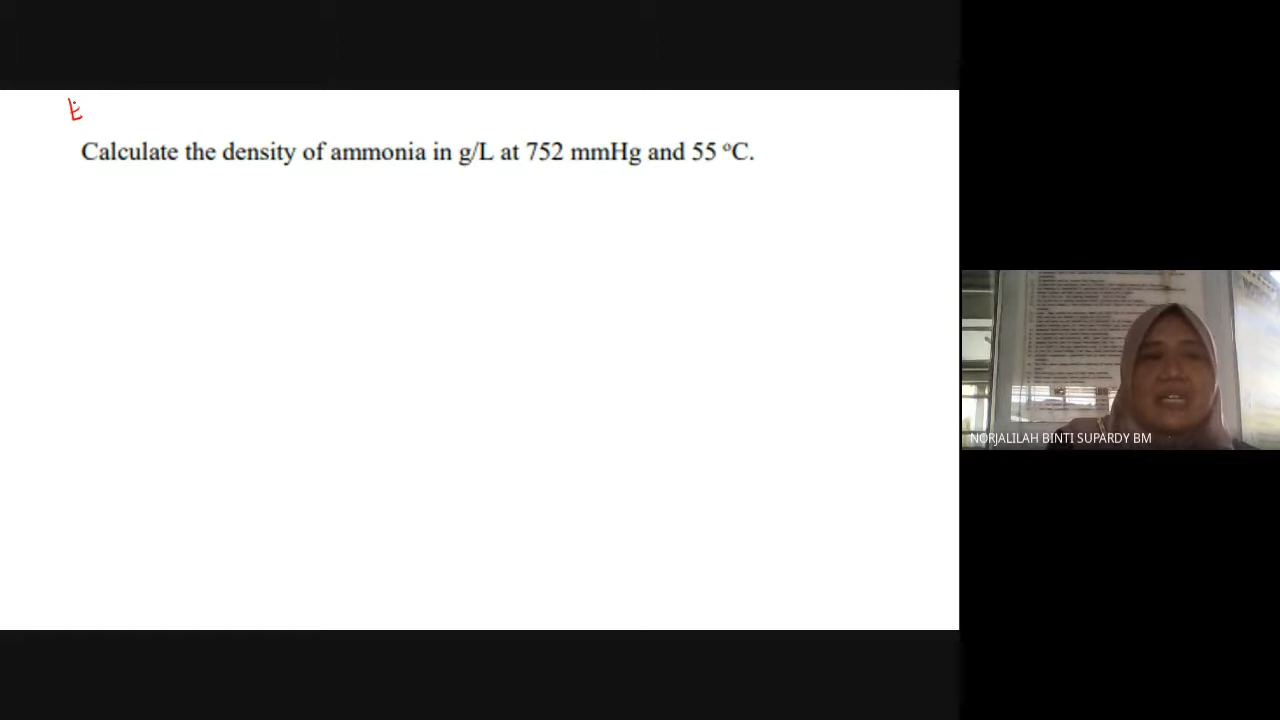 Calculate the density of ammonia in g/L at 752 mmHg and 55 °C.
NORJALILAH BINTI SUPARDY BM